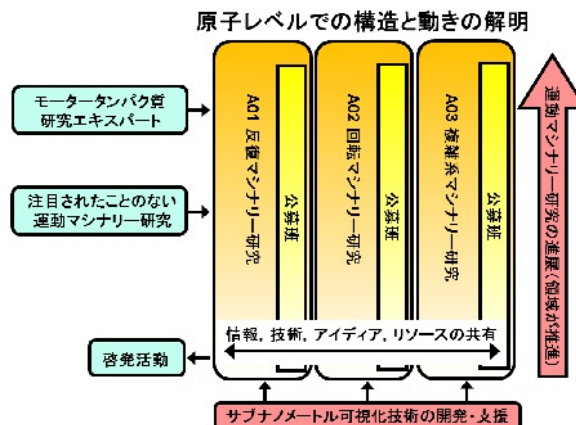 原子レベルでの構造と動きの解明
モータータンパク質
研究エキスパート
注目されたことのない
運動マシナリー研究
啓発活動
A01 反復マシナリー研究
公募班
A02 回転マシナリー研究
公募班
A03 複雑系マシナリー研究
公募班
情報, 技術, アイディア, リソースの共有
運動マシナリー研究の進展(領域が推進)
サブナノメートル可視化技術の開発・支援